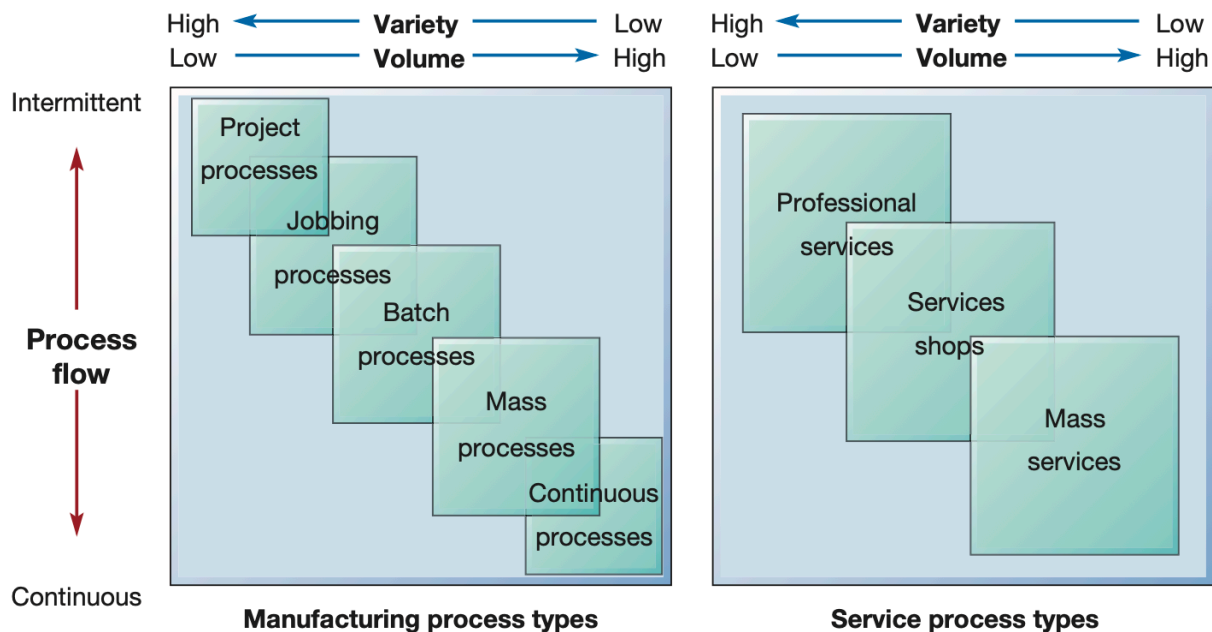 High Variety Low
Low Volume High
High Variety Low
Low Volume High
Intermittent
Process
flow
Continuous
Project
processes
Jobbing
processes
Batch
processes
Mass
processes
Continuous
processes
Manufacturing process types
Professional
services
Services
shops
Mass
services
Service process types